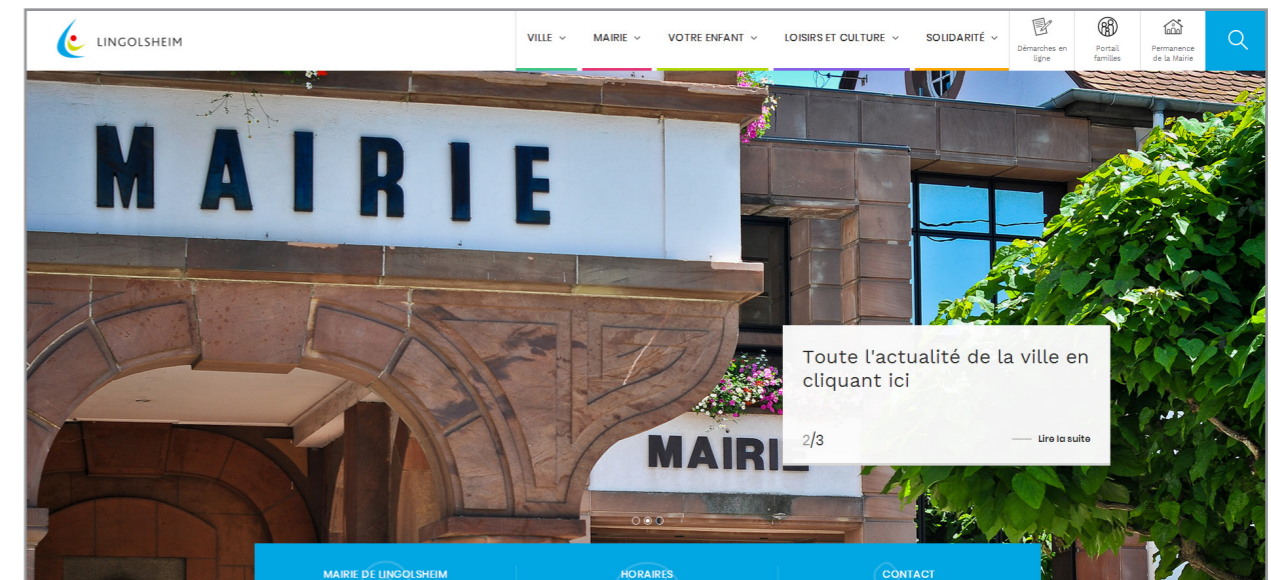 LINGOLSHEIM
VILLE
MAIRIE
VOTRE ENFANT
LOISIRS ET CULTURE
SOLIDARITÉ
Démarches en
ligne
Portail
familles
Permanence
de la Mairie
MAIRIE
Toute l'actualité de la ville en
cliquant ici
2/3
Lire la suite
MAIRIE
MAIRIE DE LINGOLSHEIM
HORAIRES
CONTACT